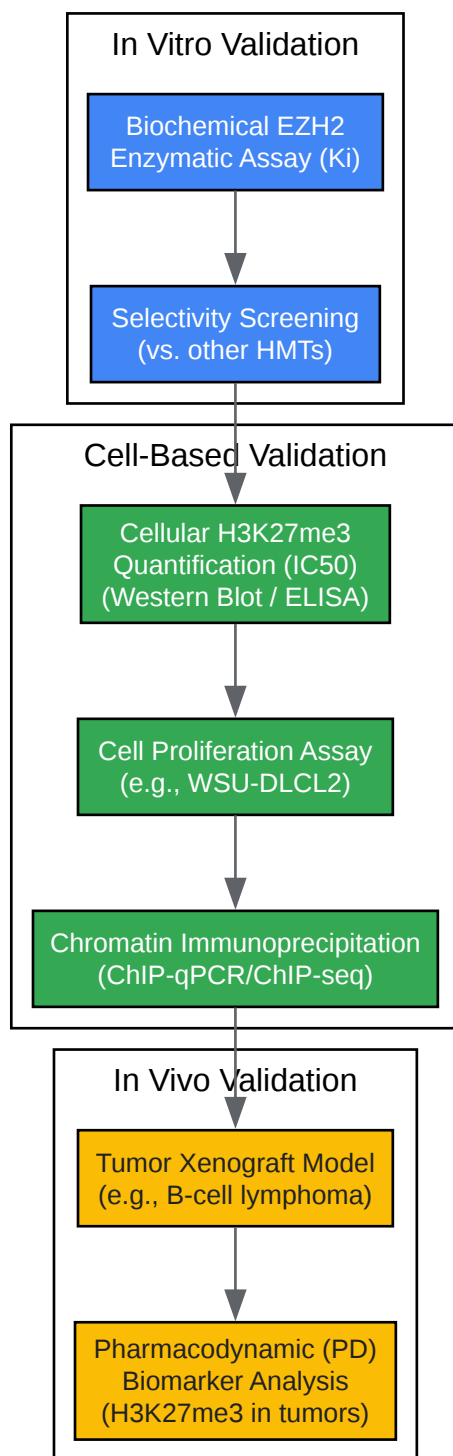 In Vitro Validation
Biochemical EZH2
Enzymatic Assay (Ki)
Selectivity Screening
(vs. other HMTs)
Cell-Based Validation
Cellular H3K27me3
Quantification (IC50)
(Western Blot / ELISA)
Cell Proliferation Assay
(e.g., WSU-DLCL2)
Chromatin Immunoprecipitation
(ChIP-qPCR/ChIP-seq)
In Vivo Validation
Tumor Xenograft Model
(e.g., B-cell lymphoma)
Pharmacodynamic (PD)
Biomarker Analysis
(H3K27me3 in tumors)